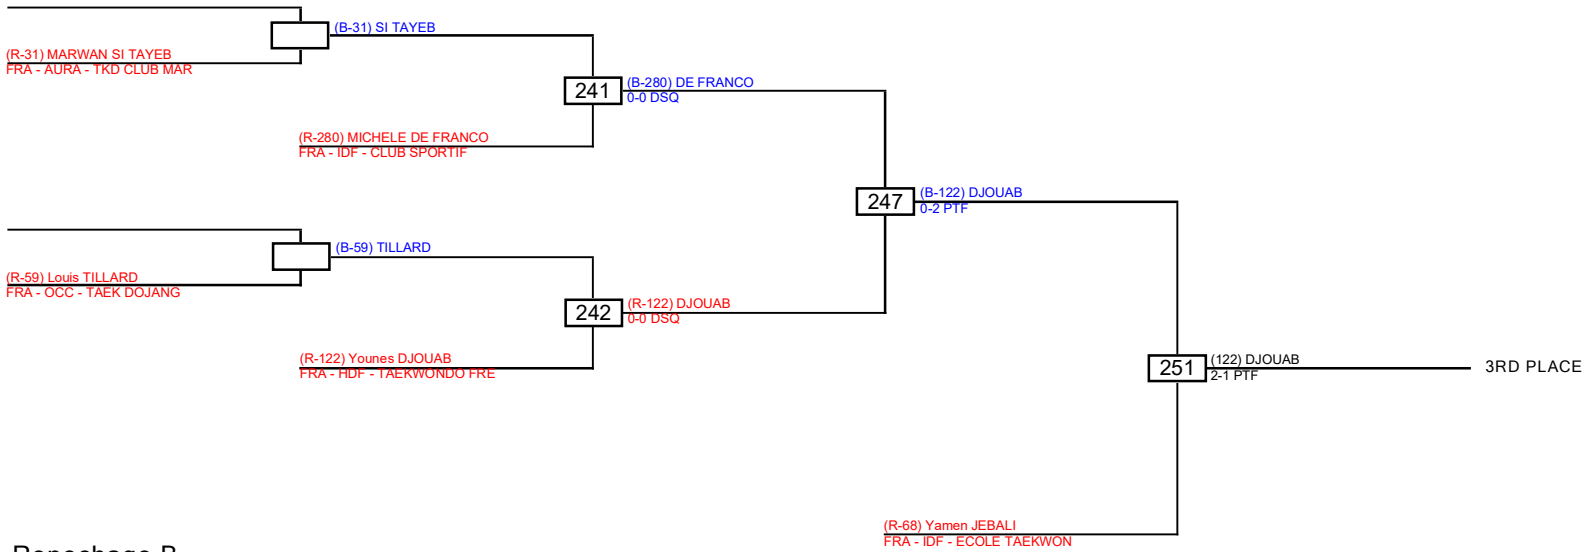 (B-31) SI TAYEB
(R-31) MARWAN SI TAYEB
FRA - AURA - TKD CLUB MAR
241
(B-280) DE FRANCO
0-0 DSQ
(R-280) MICHELE DE FRANCO
FRA - IDF - CLUB SPORTIF
247
(B-122) DJOUAB
0-2 PTF
(B-59) TILLARD
(R-59) Louis TILLARD
FRA - OCC - TAEK DOJANG
242
(R-122) DJOUAB
0-0 DSQ
(R-122) Younes DJOUAB
FRA - HDF - TAEKWONDO FRE
251
(122) DJOUAB
2-1 PTF
3RD PLACE
(R-68) Yamen JEBALI
FRA - IDF - ECOLE TAEKWON
Repechage B